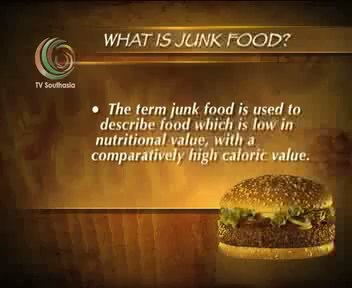 WHAT IS JUNK FOOD?
TV Southasia
• The term junk food is used to
describe food which is low in
nutritional value, with a
comparatively high caloric value.